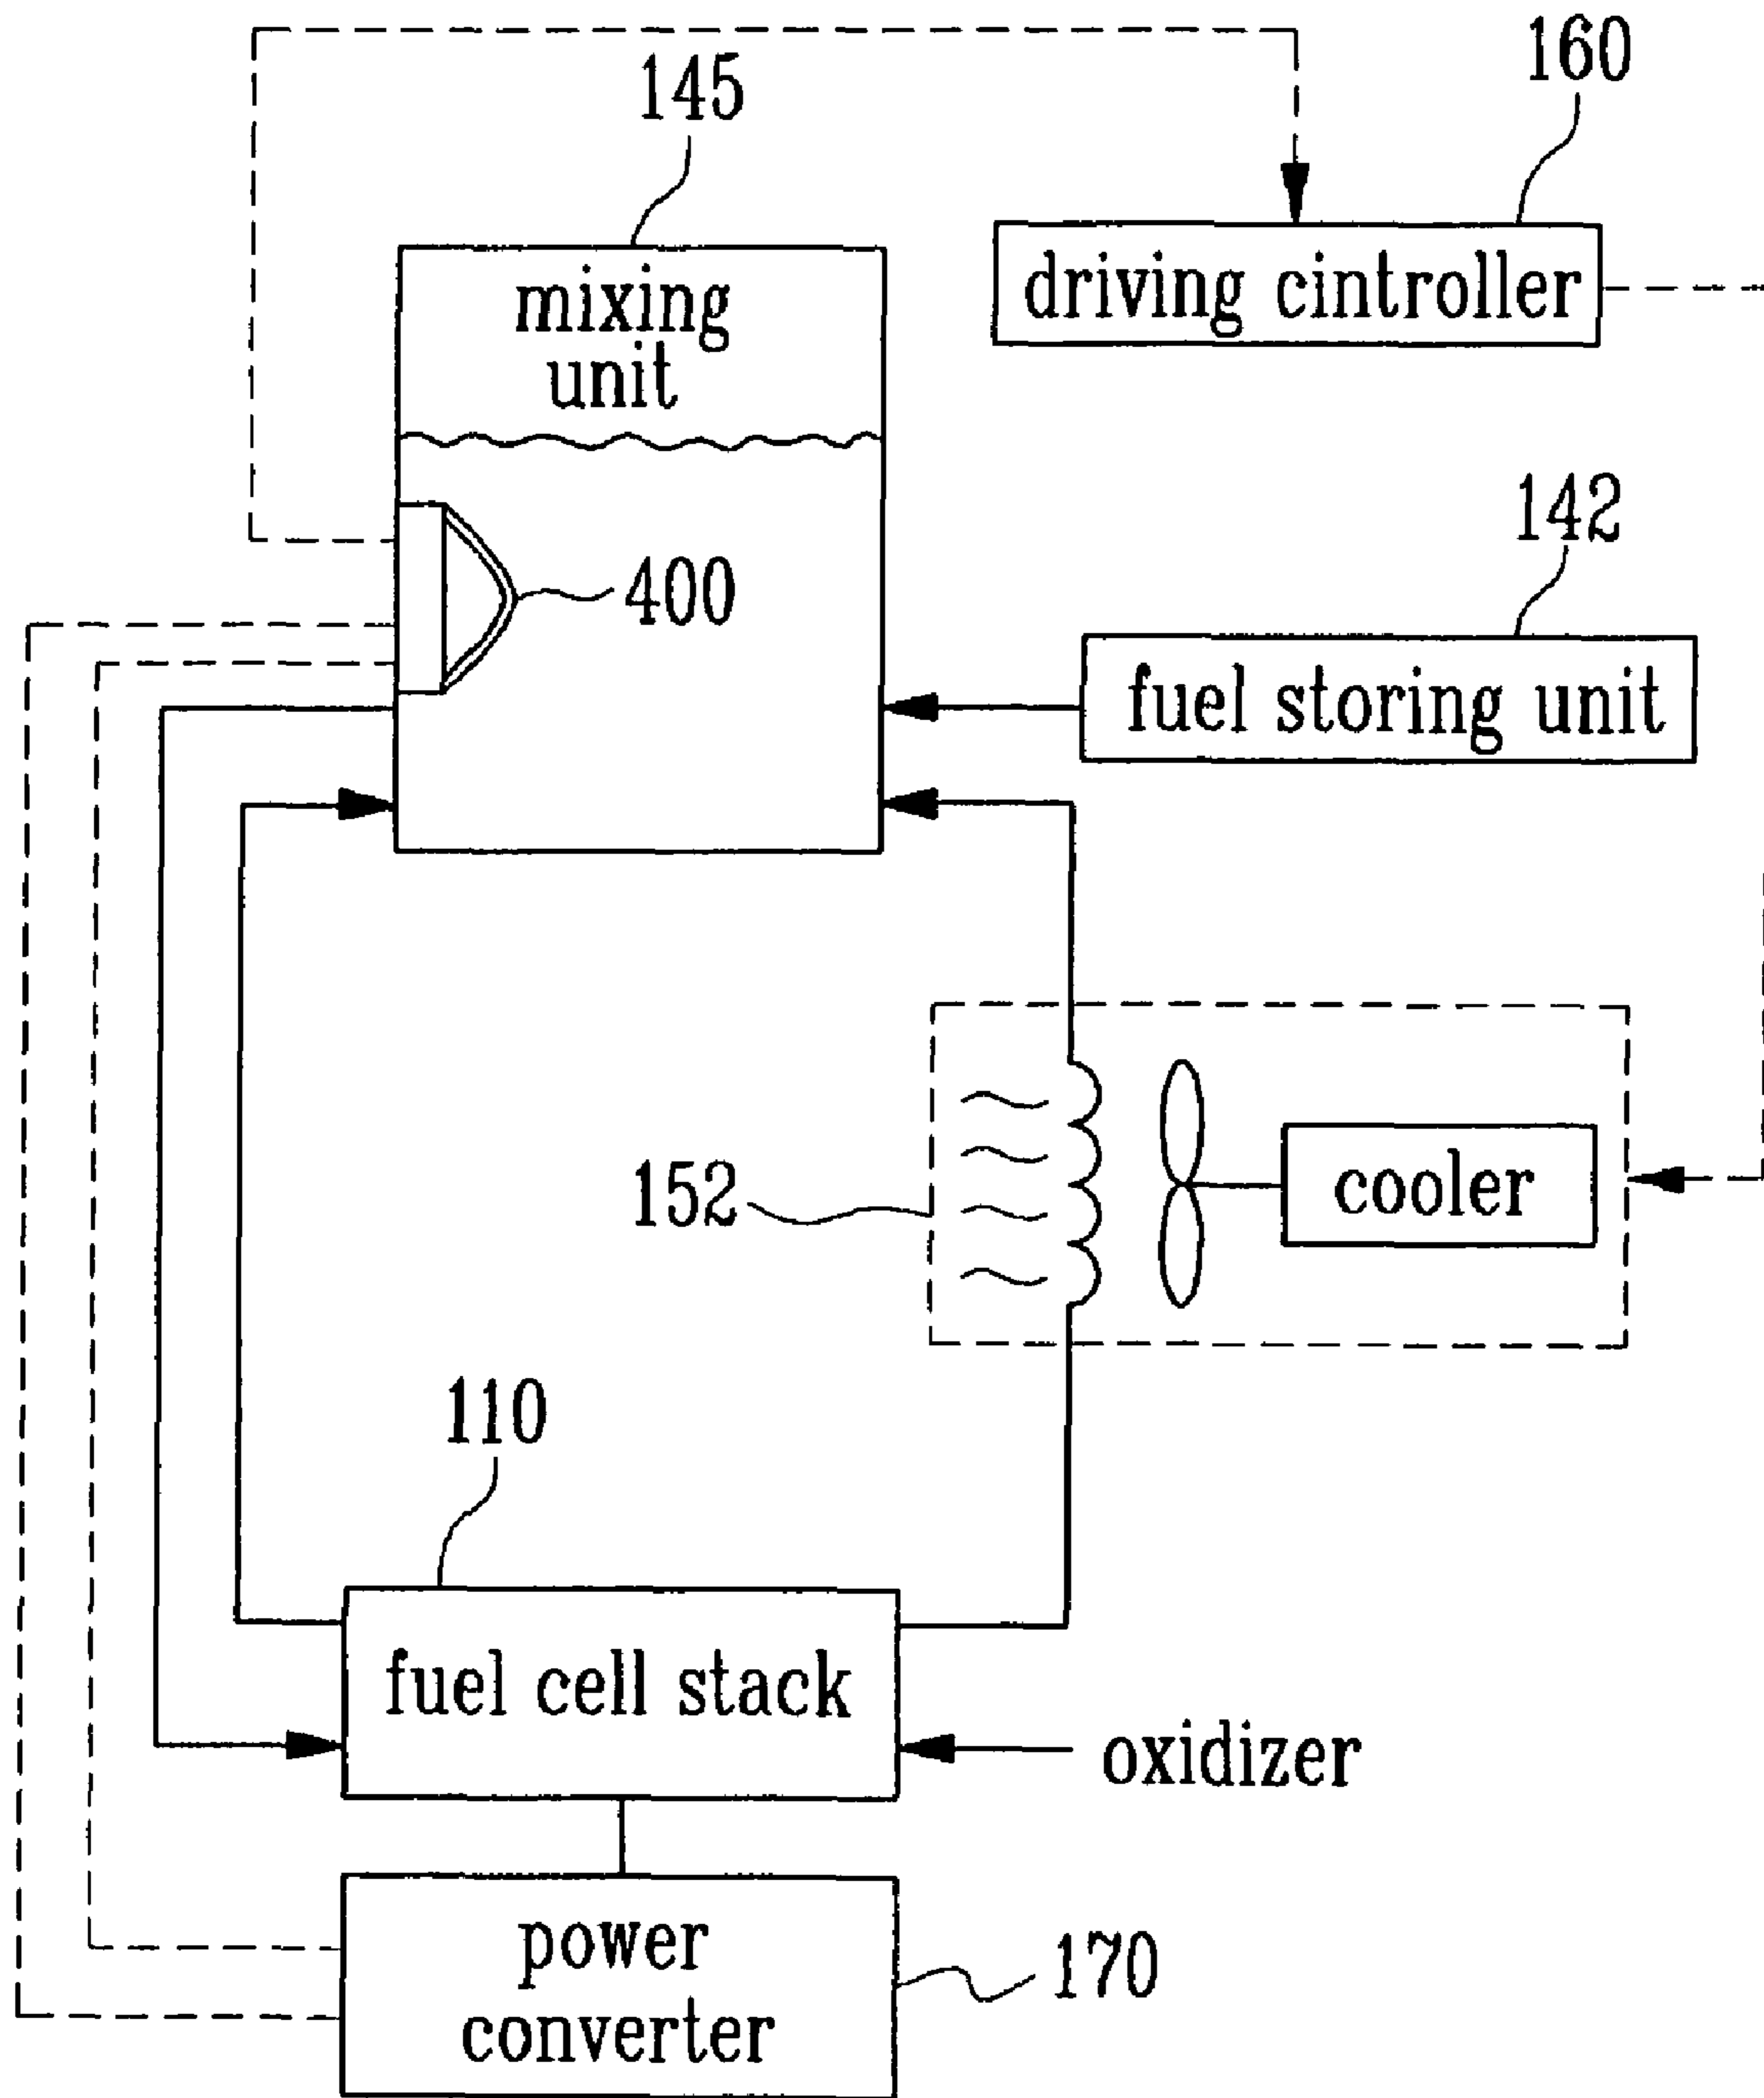 145
160
mixing
unit
driving cintroller
400
142
fuel storing unit
152
cooler
110
fuel cell stack
oxidizer
power
converter
170